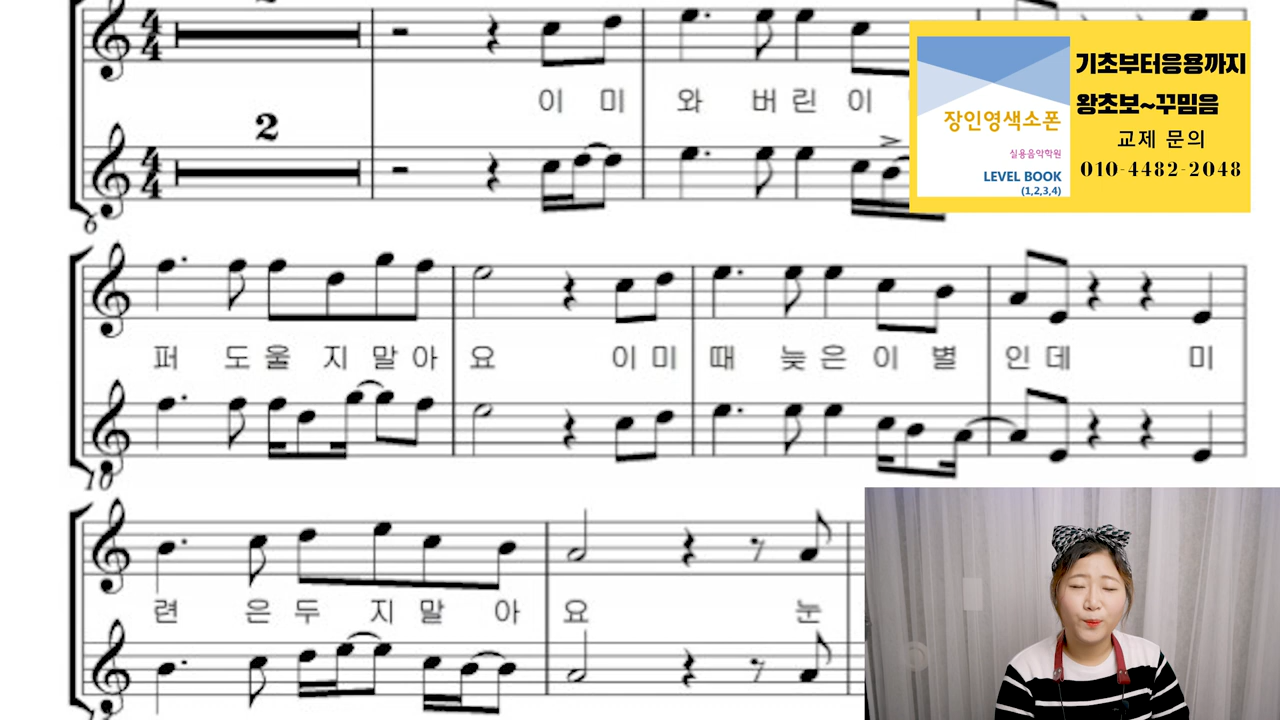 기초부터응용까지
왕초보~꾸밈음
교제 문의
010-4482-2048
장인영색소폰
실용음악학원
LEVEL BOOK
(1,2,3,4)
이 미 와 버 린 이
2
6
퍼 도 울 지 말 아 요 이 미 때 늦 은 이 별 인 데 미
10
련 은 두 지 말 아 요 눈